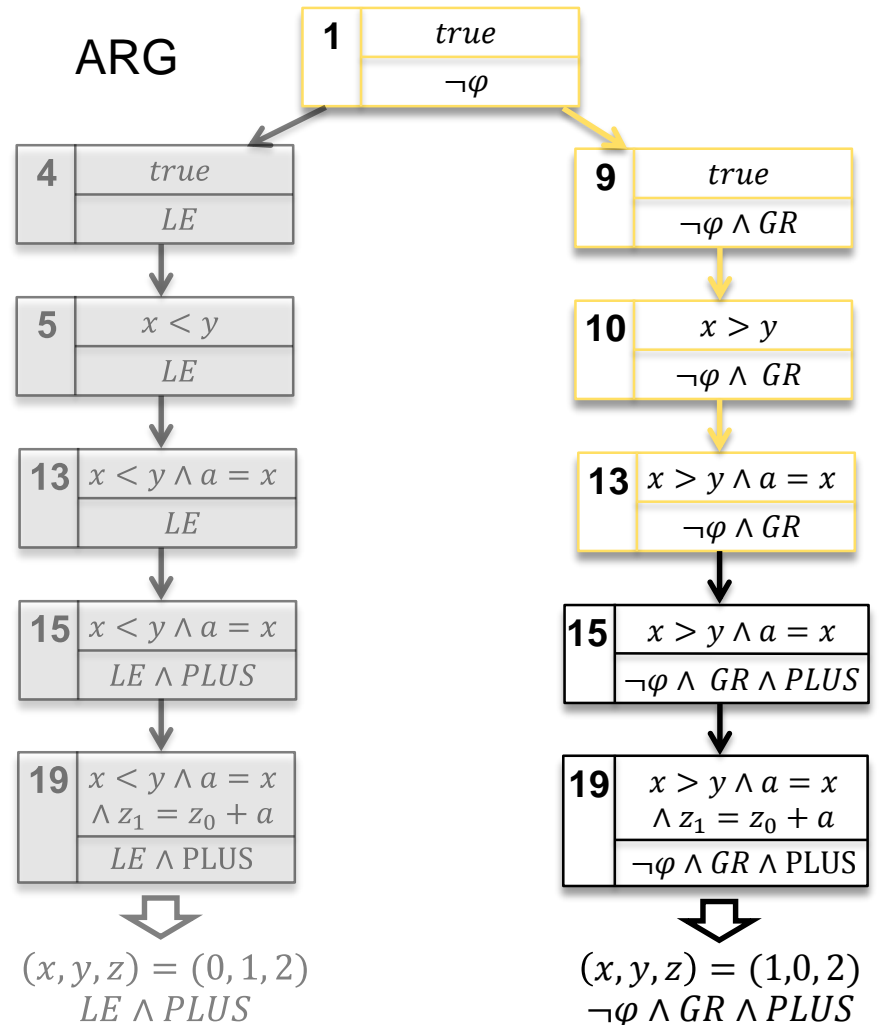 ARG
1
true
¬φ
4
true
LE
9
true
¬φ ∧ GR
5
x < y
LE
10
x > y
¬φ ∧ GR
13
x < y ∧ a = x
LE
13
x > y ∧ a = x
¬φ ∧ GR
15
x < y ∧ a = x
LE ∧ PLUS
15
x > y ∧ a = x
¬φ ∧ GR ∧ PLUS
19
x < y ∧ a = x
∧ z₁ = z₀ + a
LE ∧ PLUS
19
x > y ∧ a = x
∧ z₁ = z₀ + a
¬φ ∧ GR ∧ PLUS
(x, y, z) = (0, 1, 2)
LE ∧ PLUS
(x, y, z) = (1,0, 2)
¬φ ∧ GR ∧ PLUS